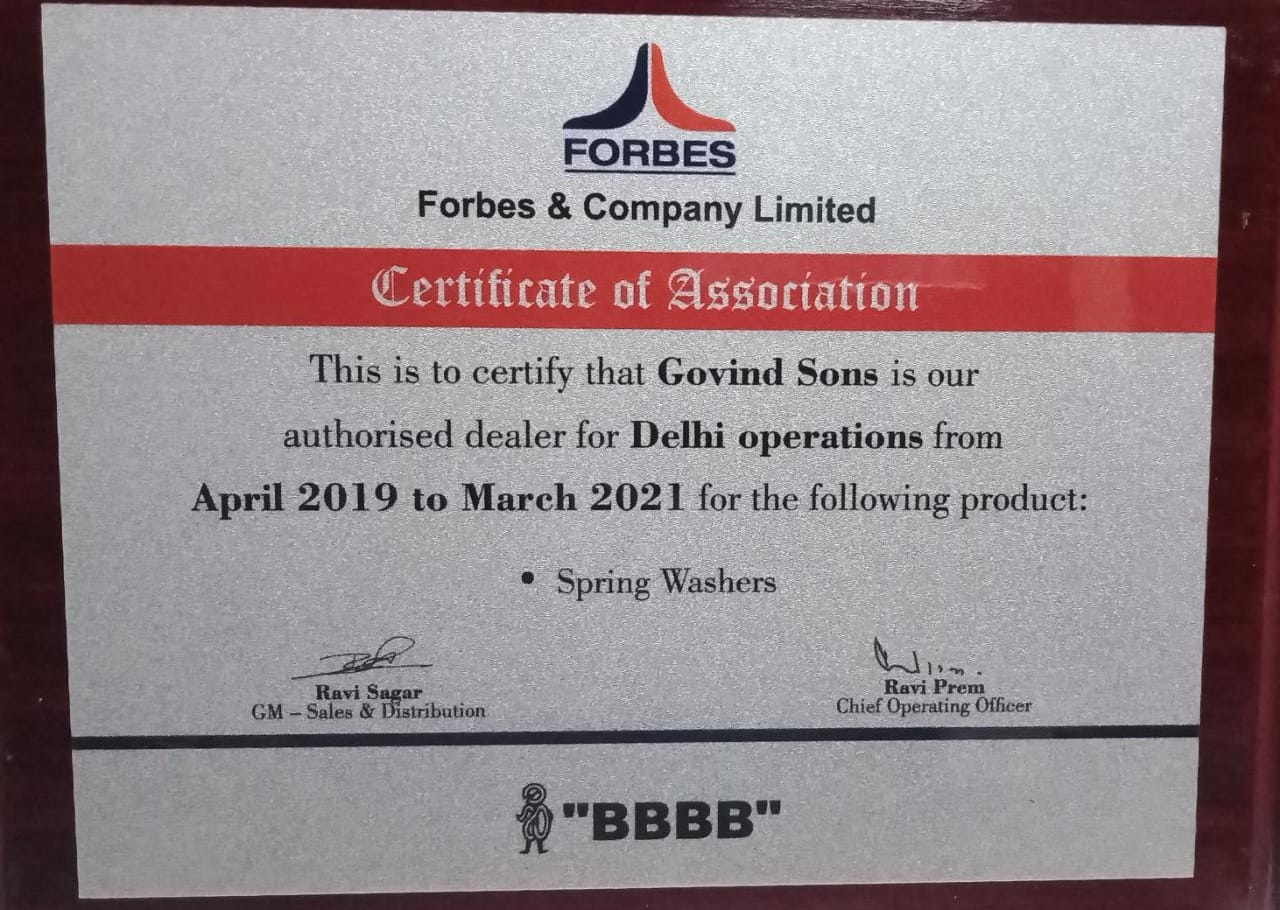 FORBES
Forbes & Company Limited
Certificate of Association
This is to certify that Govind Sons is our
authorised dealer for Delhi operations from
April 2019 to March 2021 for the following product:
• Spring Washers
Ravi Sagar
GM – Sales & Distribution
Ravi Prem
Chief Operating Officer
"BBBB"